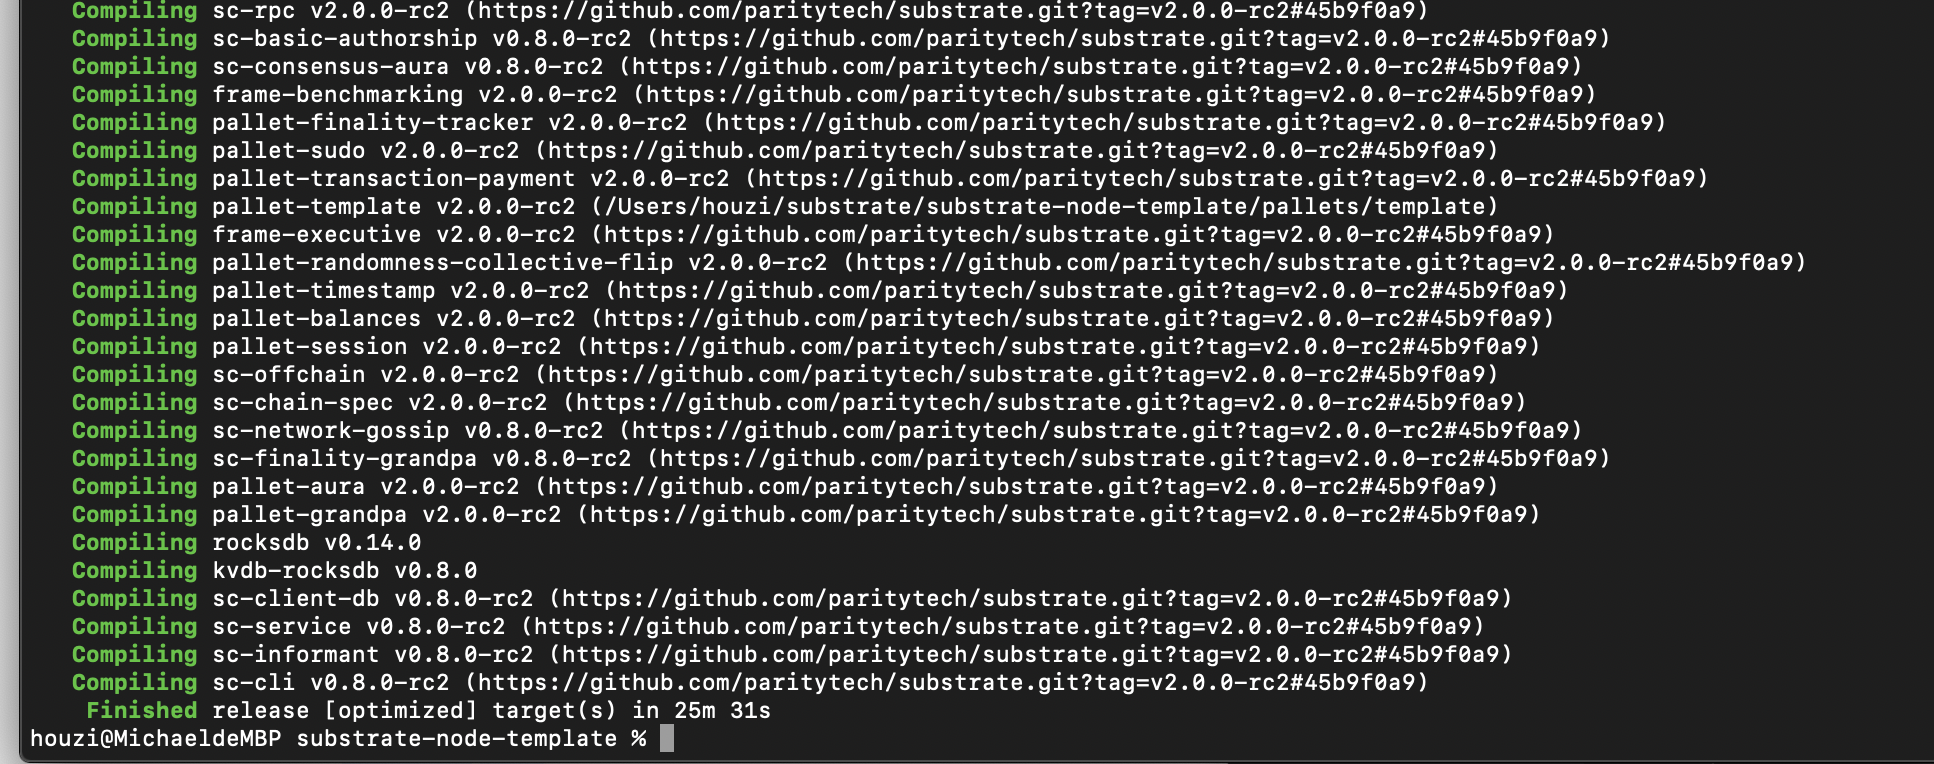 Compiling sc-rpc v2.0.0-rc2 (https://github.com/paritytech/substrate.git?tag=v2.0.0-rc2#45b9f0a9)
Compiling sc-basic-authorship v0.8.0-rc2 (https://github.com/paritytech/substrate.git?tag=v2.0.0-rc2#45b9f0a9)
Compiling sc-consensus-aura v0.8.0-rc2 (https://github.com/paritytech/substrate.git?tag=v2.0.0-rc2#45b9f0a9)
Compiling frame-benchmarking v2.0.0-rc2 (https://github.com/paritytech/substrate.git?tag=v2.0.0-rc2#45b9f0a9)
Compiling pallet-finality-tracker v2.0.0-rc2 (https://github.com/paritytech/substrate.git?tag=v2.0.0-rc2#45b9f0a9)
Compiling pallet-sudo v2.0.0-rc2 (https://github.com/paritytech/substrate.git?tag=v2.0.0-rc2#45b9f0a9)
Compiling pallet-transaction-payment v2.0.0-rc2 (https://github.com/paritytech/substrate.git?tag=v2.0.0-rc2#45b9f0a9)
Compiling pallet-template v2.0.0-rc2 (/Users/houzi/substrate/substrate-node-template/pallets/template)
Compiling frame-executive v2.0.0-rc2 (https://github.com/paritytech/substrate.git?tag=v2.0.0-rc2#45b9f0a9)
Compiling pallet-randomness-collective-flip v2.0.0-rc2 (https://github.com/paritytech/substrate.git?tag=v2.0.0-rc2#45b9f0a9)
Compiling pallet-timestamp v2.0.0-rc2 (https://github.com/paritytech/substrate.git?tag=v2.0.0-rc2#45b9f0a9)
Compiling pallet-balances v2.0.0-rc2 (https://github.com/paritytech/substrate.git?tag=v2.0.0-rc2#45b9f0a9)
Compiling pallet-session v2.0.0-rc2 (https://github.com/paritytech/substrate.git?tag=v2.0.0-rc2#45b9f0a9)
Compiling sc-offchain v2.0.0-rc2 (https://github.com/paritytech/substrate.git?tag=v2.0.0-rc2#45b9f0a9)
Compiling sc-chain-spec v2.0.0-rc2 (https://github.com/paritytech/substrate.git?tag=v2.0.0-rc2#45b9f0a9)
Compiling sc-network-gossip v0.8.0-rc2 (https://github.com/paritytech/substrate.git?tag=v2.0.0-rc2#45b9f0a9)
Compiling sc-finality-grandpa v0.8.0-rc2 (https://github.com/paritytech/substrate.git?tag=v2.0.0-rc2#45b9f0a9)
Compiling pallet-aura v2.0.0-rc2 (https://github.com/paritytech/substrate.git?tag=v2.0.0-rc2#45b9f0a9)
Compiling pallet-grandpa v2.0.0-rc2 (https://github.com/paritytech/substrate.git?tag=v2.0.0-rc2#45b9f0a9)
Compiling rocksdb v0.14.0
Compiling kvdb-rocksdb v0.8.0
Compiling sc-client-db v0.8.0-rc2 (https://github.com/paritytech/substrate.git?tag=v2.0.0-rc2#45b9f0a9)
Compiling sc-service v0.8.0-rc2 (https://github.com/paritytech/substrate.git?tag=v2.0.0-rc2#45b9f0a9)
Compiling sc-informant v0.8.0-rc2 (https://github.com/paritytech/substrate.git?tag=v2.0.0-rc2#45b9f0a9)
Compiling sc-cli v0.8.0-rc2 (https://github.com/paritytech/substrate.git?tag=v2.0.0-rc2#45b9f0a9)
Finished release [optimized] target(s) in 25m 31s
houzi@MichaeldeMBP substrate-node-template %